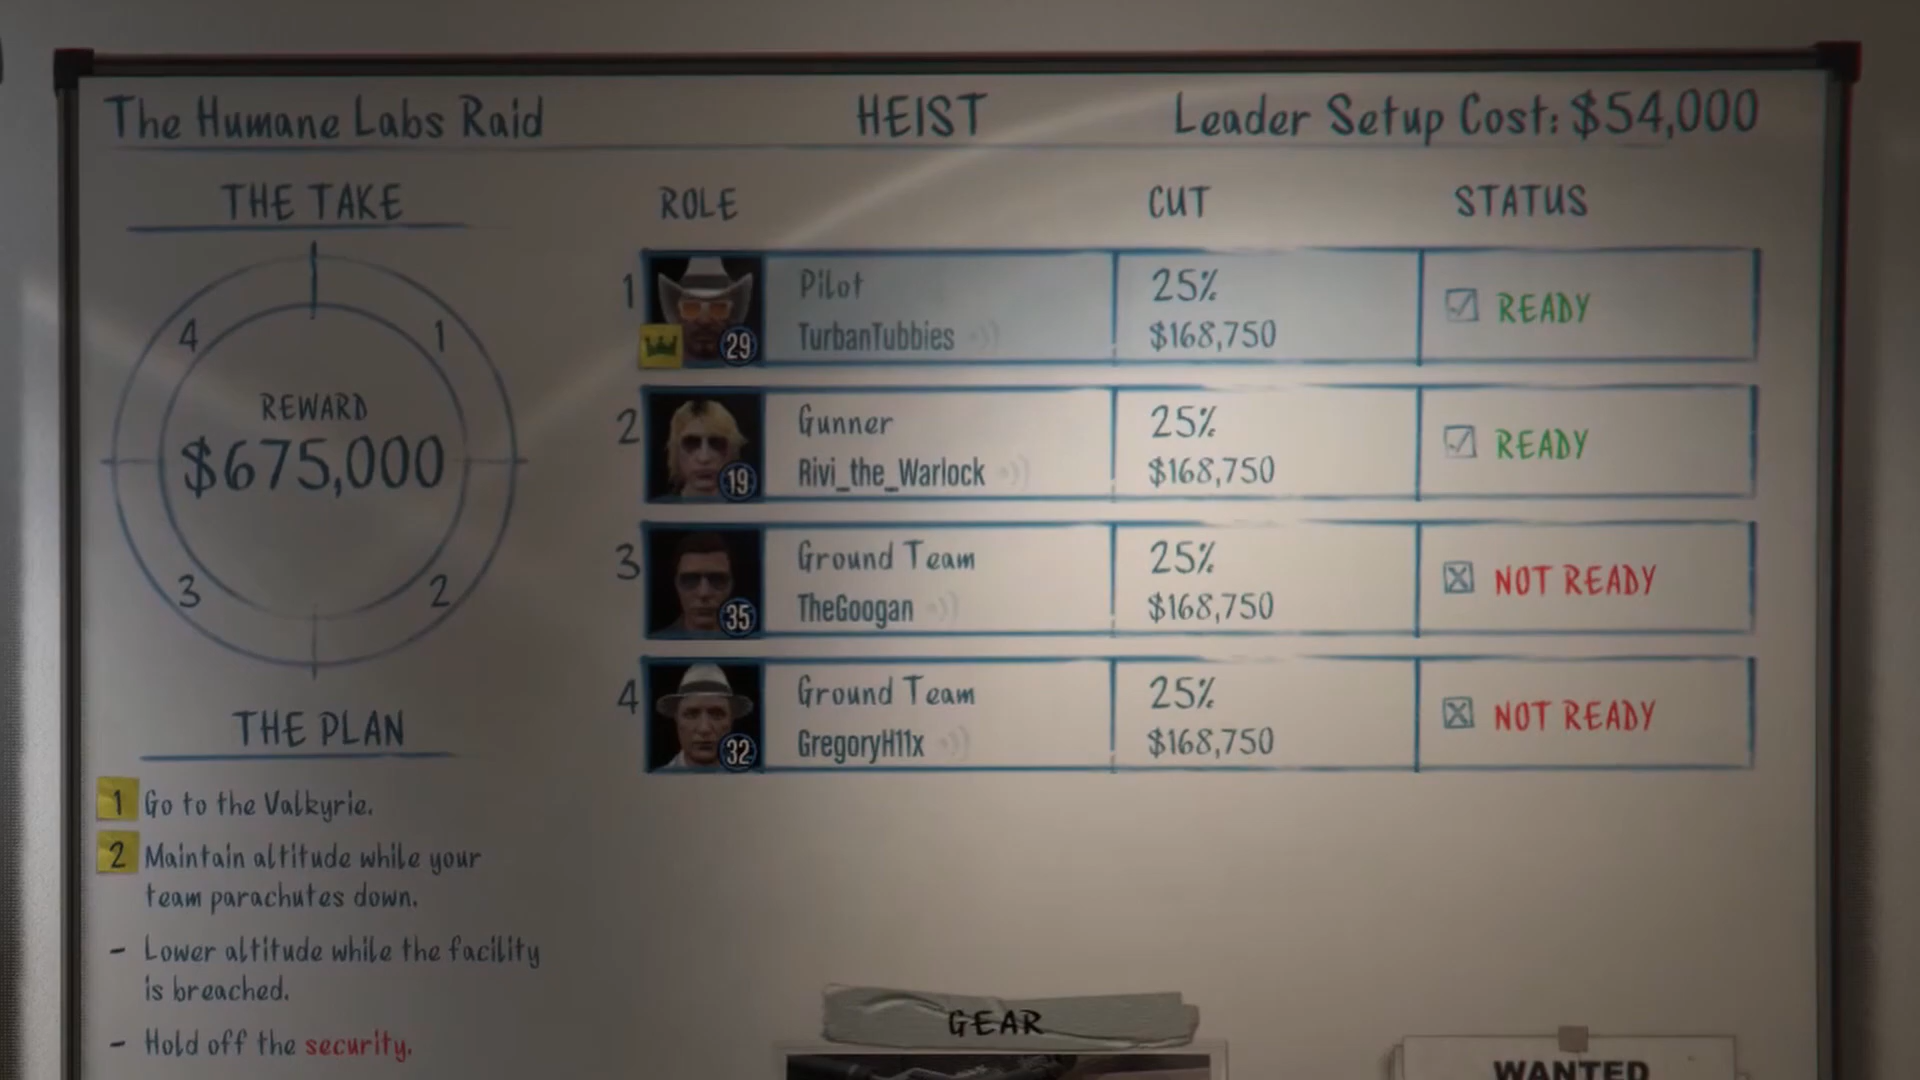 The Humane Labs Raid HEIST Leader Setup Cost: $54,000
THE TAKE
4 1
REWARD
$675,000
3 2
ROLE CUT STATUS
1 Pilot 25% READY
29 TurbanTubbies $168,750
2 Gunner 25% READY
19 Rivi_the_Warlock $168,750
3 Ground Team 25% NOT READY
35 TheGoogan $168,750
4 Ground Team 25% NOT READY
32 GregoryH11x $168,750
THE PLAN
1 Go to the Valkyrie.
2 Maintain altitude while your
team parachutes down.
- Lower altitude while the facility
is breached.
- Hold off the security.
GEAR
WANTED